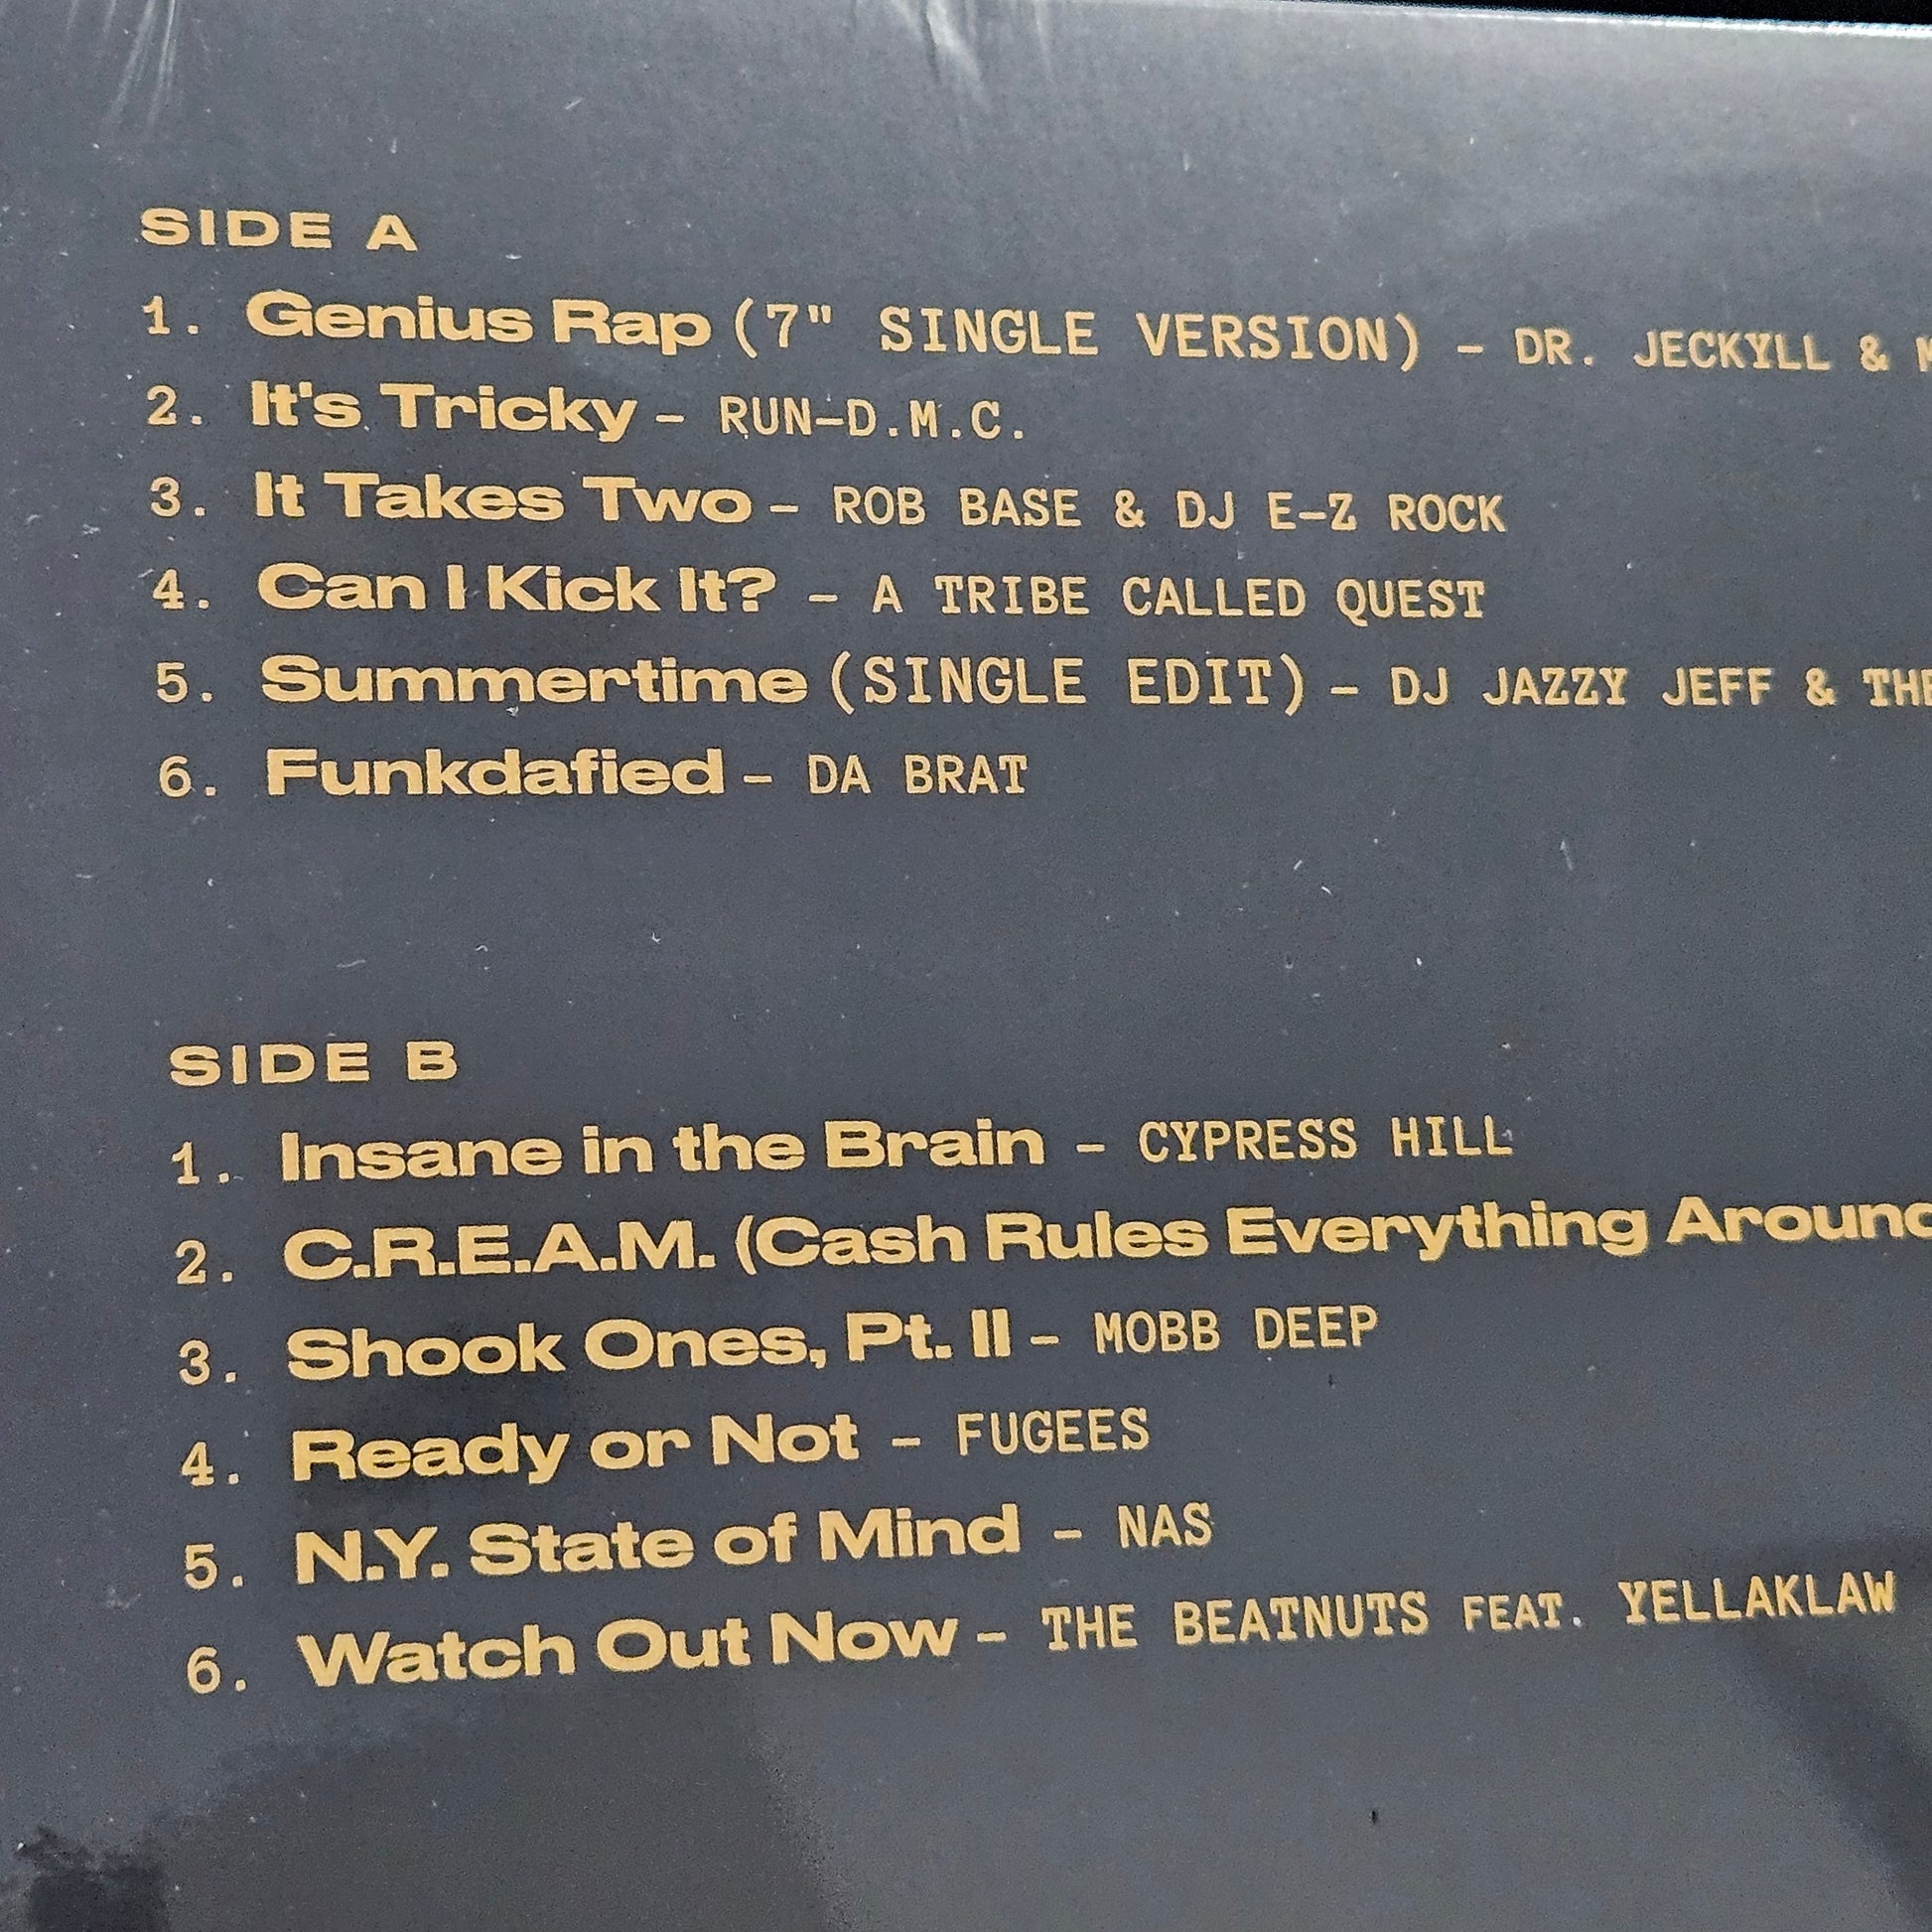 SIDE A
1. Genius Rap (7" SINGLE VERSION) – DR. JECKYLL &
2. It's Tricky – RUN–D.M.C.
3. It Takes Two – ROB BASE & DJ E–Z ROCK
4. Can I Kick It? – A TRIBE CALLED QUEST
5. Summertime (SINGLE EDIT) – DJ JAZZY JEFF & THE
6. Funkdafied – DA BRAT
SIDE B
1. Insane in the Brain – CYPRESS HILL
2. C.R.E.A.M. (Cash Rules Everything Around
3. Shook Ones, Pt. II – MOBB DEEP
4. Ready or Not – FUGEES
5. N.Y. State of Mind – NAS
6. Watch Out Now – THE BEATNUTS FEAT. YELLAKLAW